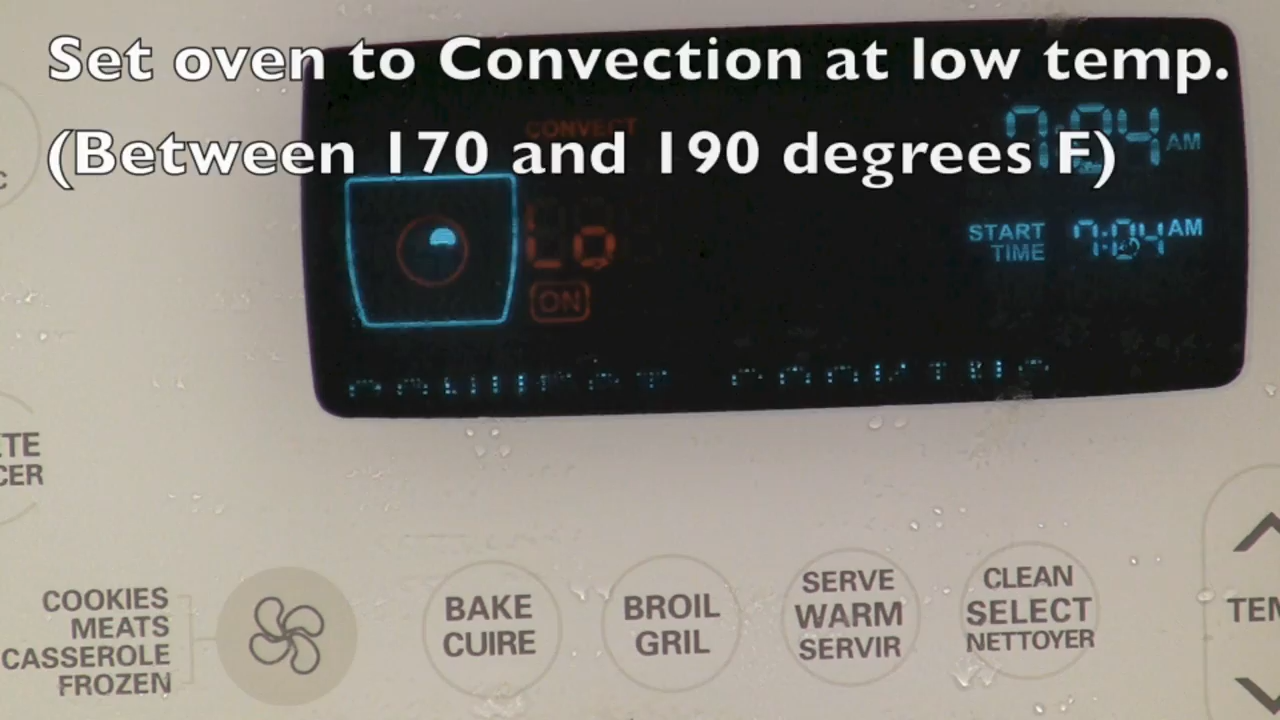 Set oven to Convection at low temp.
(Between 170 and 190 degrees F)
CONVECT
7:04 AM
Lo
START TIME 7:04 AM
ON
TE
CER
C
COOKIES
MEATS
CASSEROLE
FROZEN
BAKE
CUIRE
BROIL
GRIL
SERVE
WARM
SERVIR
CLEAN
SELECT
NETTOYER